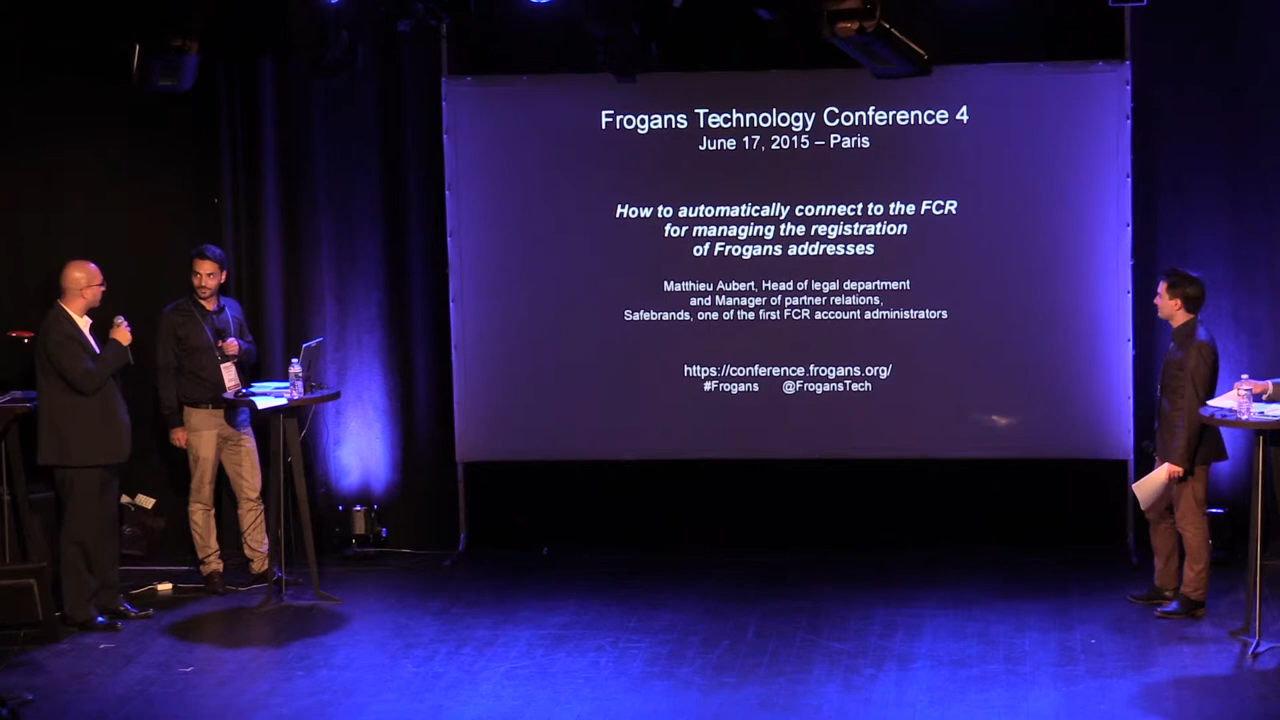 Frogans Technology Conference 4
June 17, 2015 – Paris
How to automatically connect to the FCR
for managing the registration
of Frogans addresses
Matthieu Aubert, Head of legal department
and Manager of partner relations,
Safebrands, one of the first FCR account administrators
https://conference.frogans.org/
#Frogans @FrogansTech